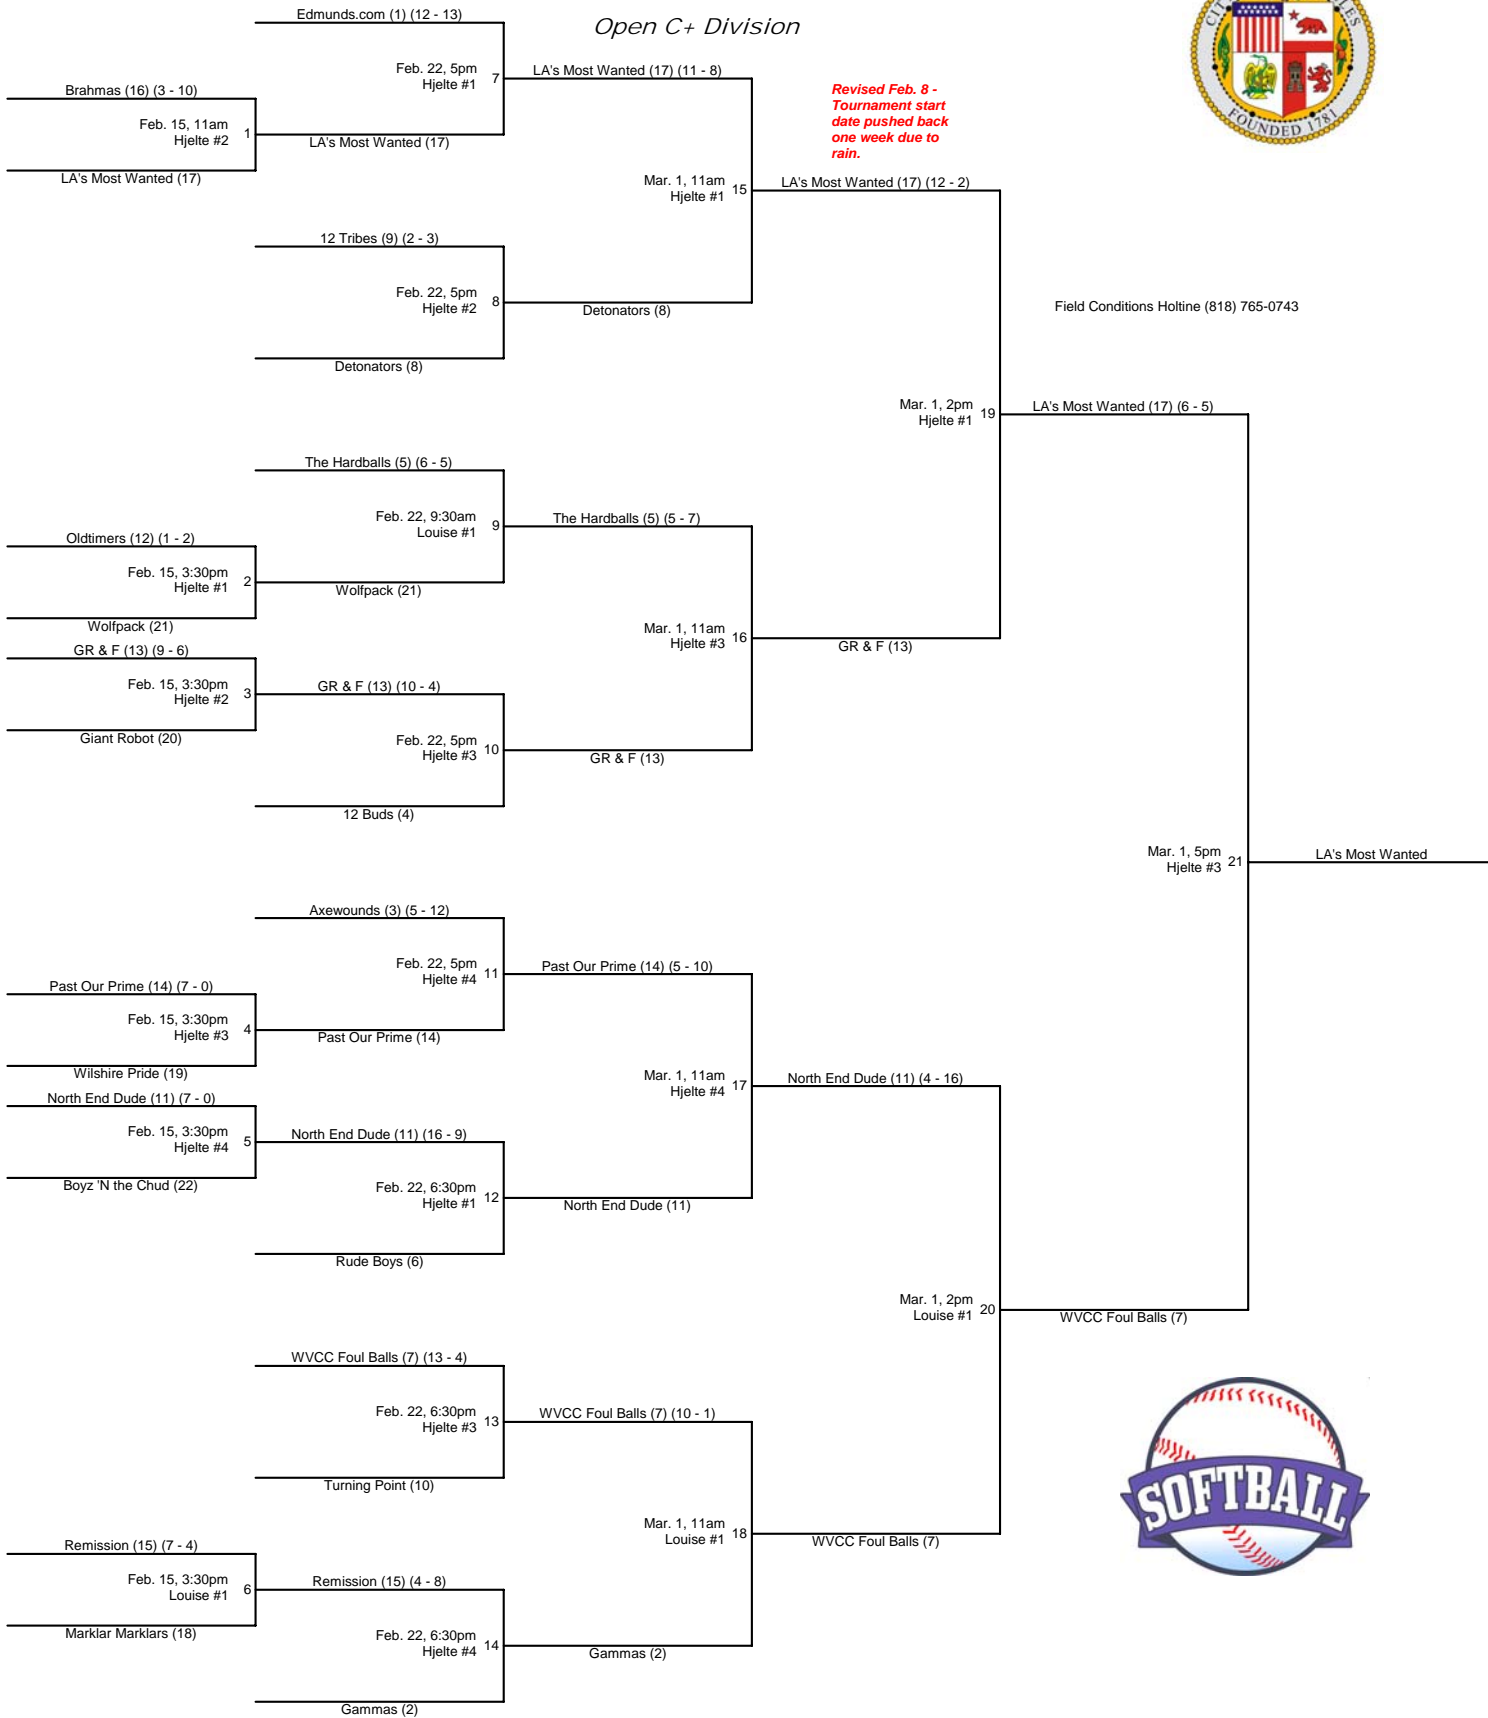 Edmunds.com (1) (12 - 13)
Open C+ Division
Feb. 22, 5pm
Hjelte #1
7
LA's Most Wanted (17) (11 - 8)
Brahmas (16) (3 - 10)
Feb. 15, 11am
Hjelte #2
1
LA's Most Wanted (17)
LA's Most Wanted (17)
Revised Feb. 8 -
Tournament start
date pushed back
one week due to
rain.
FOUNDED 1781
Mar. 1, 11am
Hjelte #1
15
LA's Most Wanted (17) (12 - 2)
12 Tribes (9) (2 - 3)
Feb. 22, 5pm
Hjelte #2
8
Detonators (8)
Detonators (8)
Field Conditions Holtine (818) 765-0743
Mar. 1, 2pm
Hjelte #1
19
LA's Most Wanted (17) (6 - 5)
The Hardballs (5) (6 - 5)
Feb. 22, 9:30am
Louise #1
9
The Hardballs (5) (5 - 7)
Oldtimers (12) (1 - 2)
Feb. 15, 3:30pm
Hjelte #1
2
Wolfpack (21)
Wolfpack (21)
Mar. 1, 11am
Hjelte #3
16
GR & F (13)
GR & F (13) (9 - 6)
Feb. 15, 3:30pm
Hjelte #2
3
GR & F (13) (10 - 4)
Giant Robot (20)
Feb. 22, 5pm
Hjelte #3
10
GR & F (13)
12 Buds (4)
Mar. 1, 5pm
Hjelte #3
21
LA's Most Wanted
Axewounds (3) (5 - 12)
Feb. 22, 5pm
Hjelte #4
11
Past Our Prime (14) (5 - 10)
Past Our Prime (14) (7 - 0)
Feb. 15, 3:30pm
Hjelte #3
4
Past Our Prime (14)
Wilshire Pride (19)
Mar. 1, 11am
Hjelte #4
17
North End Dude (11) (4 - 16)
North End Dude (11) (7 - 0)
Feb. 15, 3:30pm
Hjelte #4
5
North End Dude (11) (16 - 9)
Boyz 'N the Chud (22)
Feb. 22, 6:30pm
Hjelte #1
12
North End Dude (11)
Rude Boys (6)
Mar. 1, 2pm
Louise #1
20
WVCC Foul Balls (7)
WVCC Foul Balls (7) (13 - 4)
Feb. 22, 6:30pm
Hjelte #3
13
WVCC Foul Balls (7) (10 - 1)
Turning Point (10)
SOFTBALL
Mar. 1, 11am
Louise #1
18
WVCC Foul Balls (7)
Remission (15) (7 - 4)
Feb. 15, 3:30pm
Louise #1
6
Remission (15) (4 - 8)
Marklar Marklars (18)
Feb. 22, 6:30pm
Hjelte #4
14
Gammas (2)
Gammas (2)